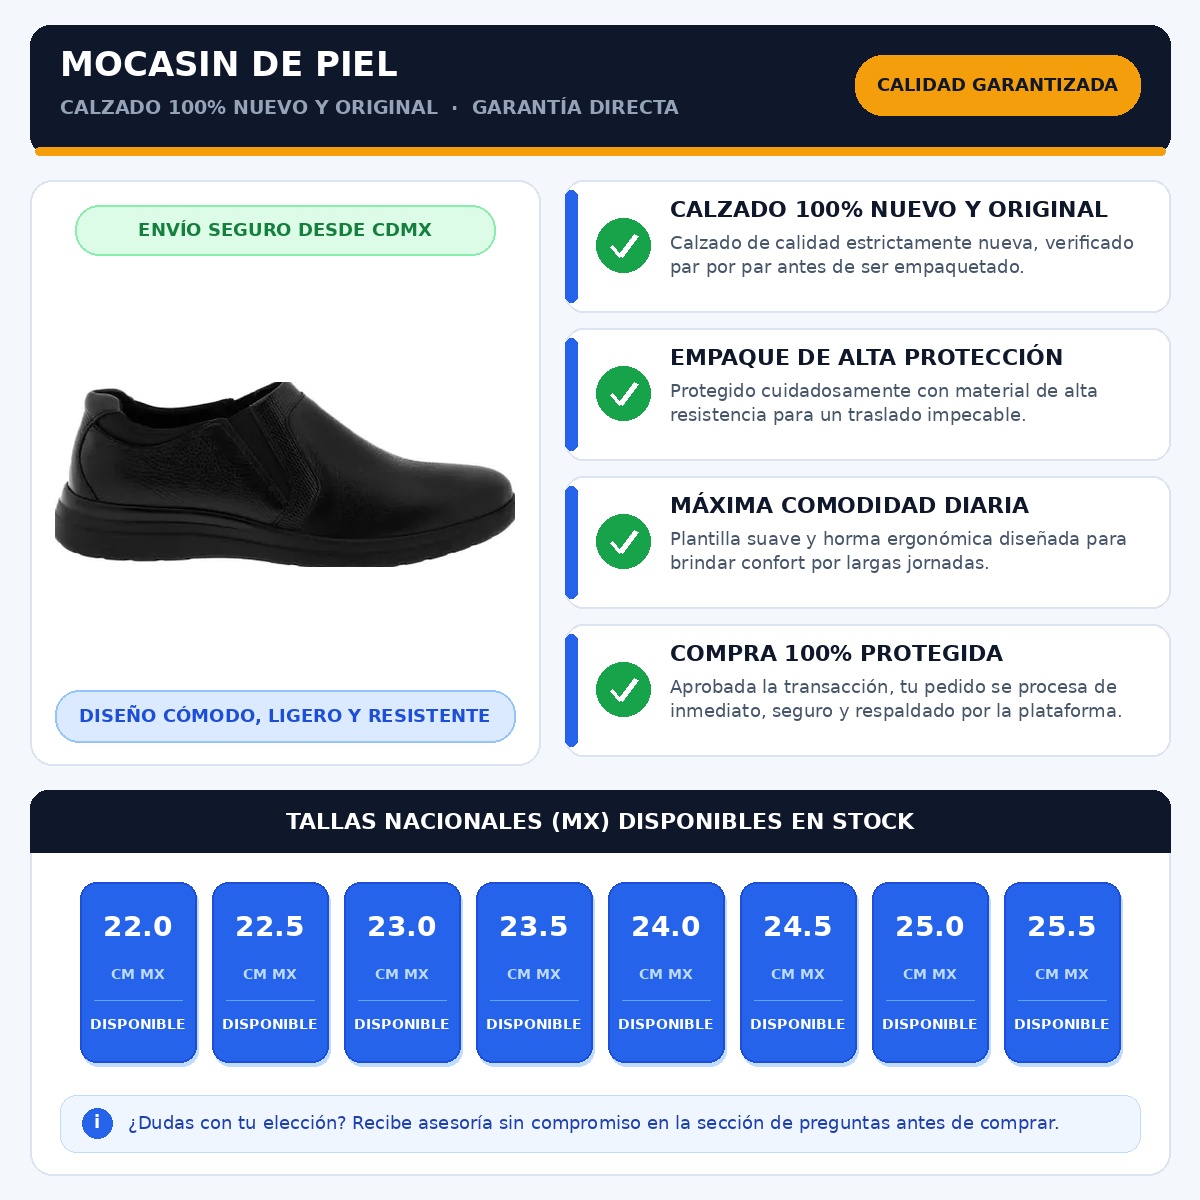 MOCASIN DE PIEL
CALZADO 100% NUEVO Y ORIGINAL · GARANTÍA DIRECTA
CALIDAD GARANTIZADA
ENVÍO SEGURO DESDE CDMX
DISEÑO CÓMODO, LIGERO Y RESISTENTE
CALZADO 100% NUEVO Y ORIGINAL
Calzado de calidad estrictamente nueva, verificado
par por par antes de ser empaquetado.
EMPAQUE DE ALTA PROTECCIÓN
Protegido cuidadosamente con material de alta
resistencia para un traslado impecable.
MÁXIMA COMODIDAD DIARIA
Plantilla suave y horma ergonómica diseñada para
brindar confort por largas jornadas.
COMPRA 100% PROTEGIDA
Aprobada la transacción, tu pedido se procesa de
inmediato, seguro y respaldado por la plataforma.
TALLAS NACIONALES (MX) DISPONIBLES EN STOCK
22.0
CM MX
DISPONIBLE
22.5
CM MX
DISPONIBLE
23.0
CM MX
DISPONIBLE
23.5
CM MX
DISPONIBLE
24.0
CM MX
DISPONIBLE
24.5
CM MX
DISPONIBLE
25.0
CM MX
DISPONIBLE
25.5
CM MX
DISPONIBLE
i ¿Dudas con tu elección? Recibe asesoría sin compromiso en la sección de preguntas antes de comprar.